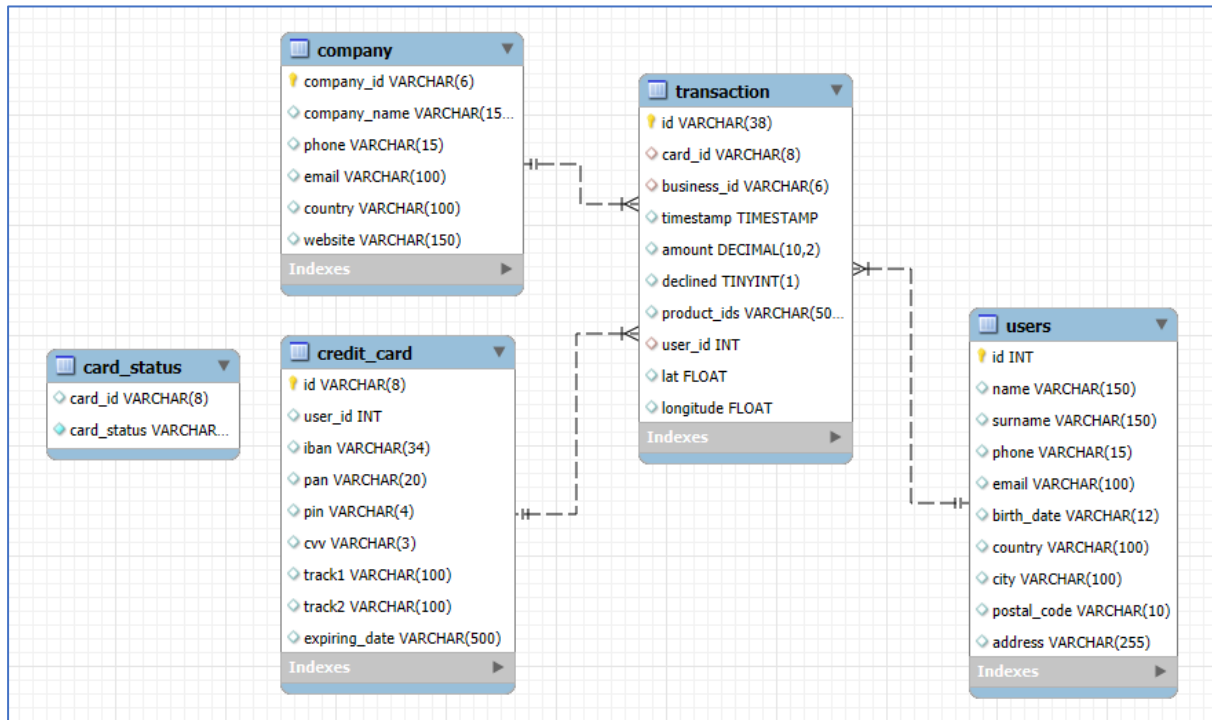 company
company_id VARCHAR(6)
company_name VARCHAR(15...
phone VARCHAR(15)
email VARCHAR(100)
country VARCHAR(100)
website VARCHAR(150)
Indexes
transaction
id VARCHAR(38)
card_id VARCHAR(8)
business_id VARCHAR(6)
timestamp TIMESTAMP
amount DECIMAL(10,2)
declined TINYINT(1)
product_ids VARCHAR(50...
user_id INT
lat FLOAT
longitude FLOAT
Indexes
card_status
card_id VARCHAR(8)
card_status VARCHAR...
credit_card
id VARCHAR(8)
user_id INT
iban VARCHAR(34)
pan VARCHAR(20)
pin VARCHAR(4)
cvv VARCHAR(3)
track1 VARCHAR(100)
track2 VARCHAR(100)
expiring_date VARCHAR(500)
Indexes
users
id INT
name VARCHAR(150)
surname VARCHAR(150)
phone VARCHAR(15)
email VARCHAR(100)
birth_date VARCHAR(12)
country VARCHAR(100)
city VARCHAR(100)
postal_code VARCHAR(10)
address VARCHAR(255)
Indexes